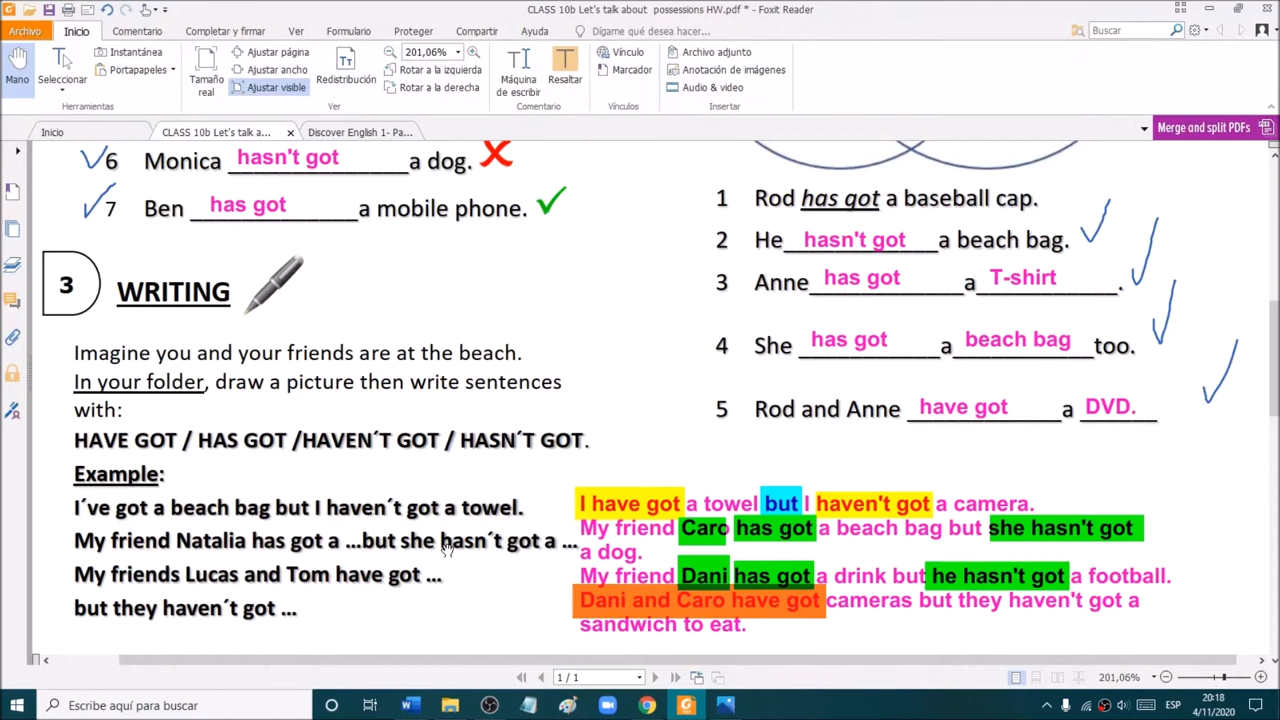 CLASS 10b Let's talk about possessions HW.pdf * - Foxit Reader
Archivo Inicio Comentario Completar y firmar Ver Formulario Proteger Compartir Ayuda Dígame qué desea hacer... Buscar
Mano
Seleccionar
Instantánea
Portapapeles
Herramientas
Tamaño real
Ajustar página
Ajustar ancho
Ajustar visible
Redistribución
201,06%
Rotar a la izquierda
Rotar a la derecha
Ver
Máquina de escribir
Resaltar
Comentario
Vínculo
Marcador
Vínculos
Archivo adjunto
Anotación de imágenes
Audio & video
Insertar
Inicio CLASS 10b Let's talk a... Discover English 1- Pa... Merge and split PDFs
6 Monica hasn't got a dog.
7 Ben has got a mobile phone.
3 WRITING
Imagine you and your friends are at the beach.
In your folder, draw a picture then write sentences
with:
HAVE GOT / HAS GOT /HAVEN´T GOT / HASN´T GOT.
Example:
I´ve got a beach bag but I haven´t got a towel.
My friend Natalia has got a ...but she hasn´t got a ...
My friends Lucas and Tom have got ...
but they haven´t got ...
1 Rod has got a baseball cap.
2 He hasn't got a beach bag.
3 Anne has got a T-shirt.
4 She has got a beach bag too.
5 Rod and Anne have got a DVD.
I have got a towel but I haven't got a camera.
My friend Caro has got a beach bag but she hasn't got
a dog.
My friend Dani has got a drink but he hasn't got a football.
Dani and Caro have got cameras but they haven't got a
sandwich to eat.
1 / 1
201,06%
Escribe aquí para buscar
ESP
20:18
4/11/2020